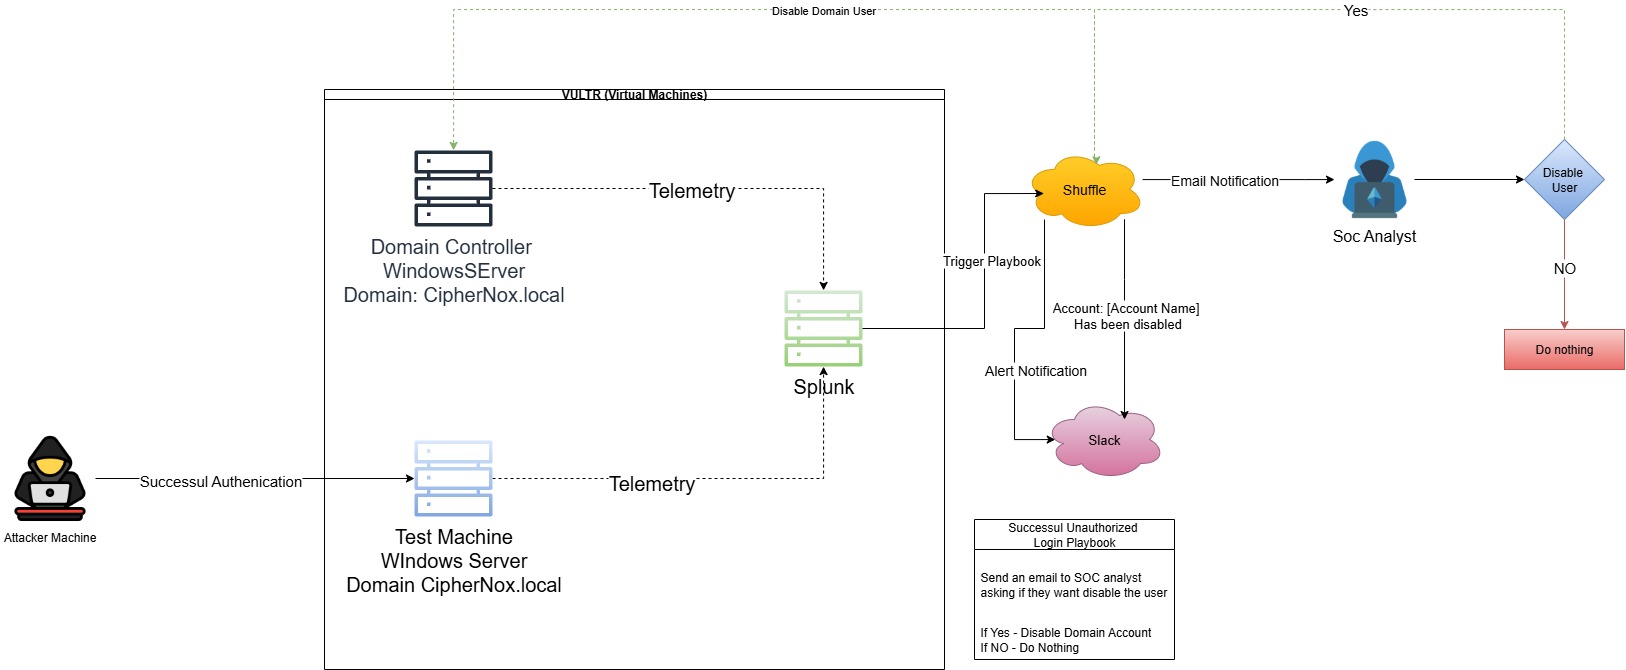 Disable Domain User
Yes
VULTR (Virtual Machines)
Telemetry
Domain Controller
WindowsSErver
Domain: CipherNox.local
Splunk
Trigger Playbook
Shuffle
Email Notification
Soc Analyst
Disable
User
NO
Do nothing
Account: [Account Name]
Has been disabled
Alert Notification
Slack
Attacker Machine
Successul Authenication
Telemetry
Test Machine
WIndows Server
Domain CipherNox.local
Successul Unauthorized
Login Playbook
Send an email to SOC analyst
asking if they want disable the user
If Yes - Disable Domain Account
If NO - Do Nothing